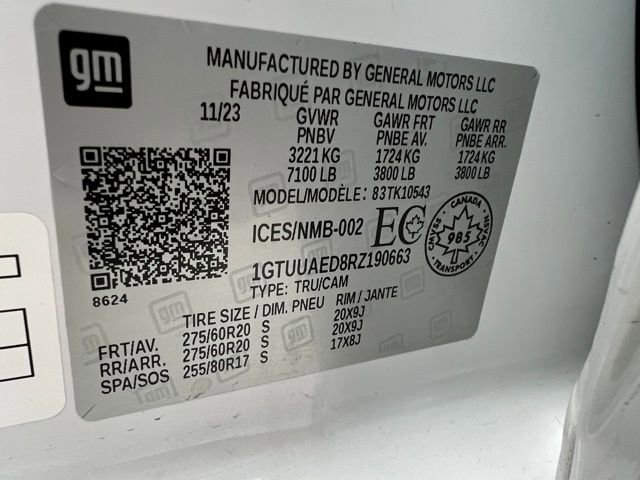 gm
MANUFACTURED BY GENERAL MOTORS LLC
FABRIQUÉ PAR GENERAL MOTORS LLC
11/23 GVWR GAWR FRT GAWR RR
PNBV PNBE AV. PNBE ARR.
3221 KG 1724 KG 1724 KG
7100 LB 3800 LB 3800 LB
MODEL/MODÈLE: 83TK10543
ICES/NMB-002 EC
CANADA
CMVSS 985 NSVAC
TRANSPORT
1GTUUAED8RZ190663
8624
TYPE: TRU/CAM
TIRE SIZE / DIM. PNEU RIM / JANTE
FRT/AV. 275/60R20 S 20X9J
RR/ARR. 275/60R20 S 20X9J
SPA/SOS 255/80R17 S 17X8J